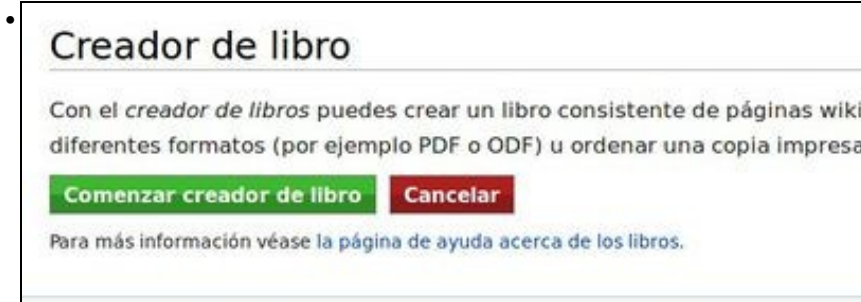 Creador de libro
Con el creador de libros puedes crear un libro consistente de páginas wiki
diferentes formatos (por ejemplo PDF o ODF) u ordenar una copia impresa
Comenzar creador de libro Cancelar
Para más información véase la página de ayuda acerca de los libros.